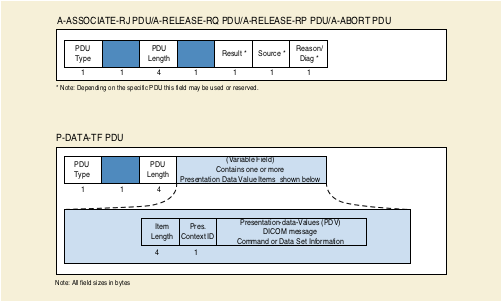 A-ASSOCIATE-RJ PDU/A-RELEASE-RQ PDU/A-RELEASE-RP PDU/A-ABORT PDU
PDU Type
PDU Length
Result *
Source *
Reason/ Diag *
1 1 4 1 1 1 1
* Note: Depending on the specific PDU this field may be used or reserved.
P-DATA-TF PDU
PDU Type
PDU Length
(Variable Field)
Contains one or more
Presentation Data Value Items shown below
1 1 4
Item Length
Pres. Context ID
Presentation-data-Values (PDV)
DICOM message
Command or Data Set Information
4 1
Note: All field sizes in bytes